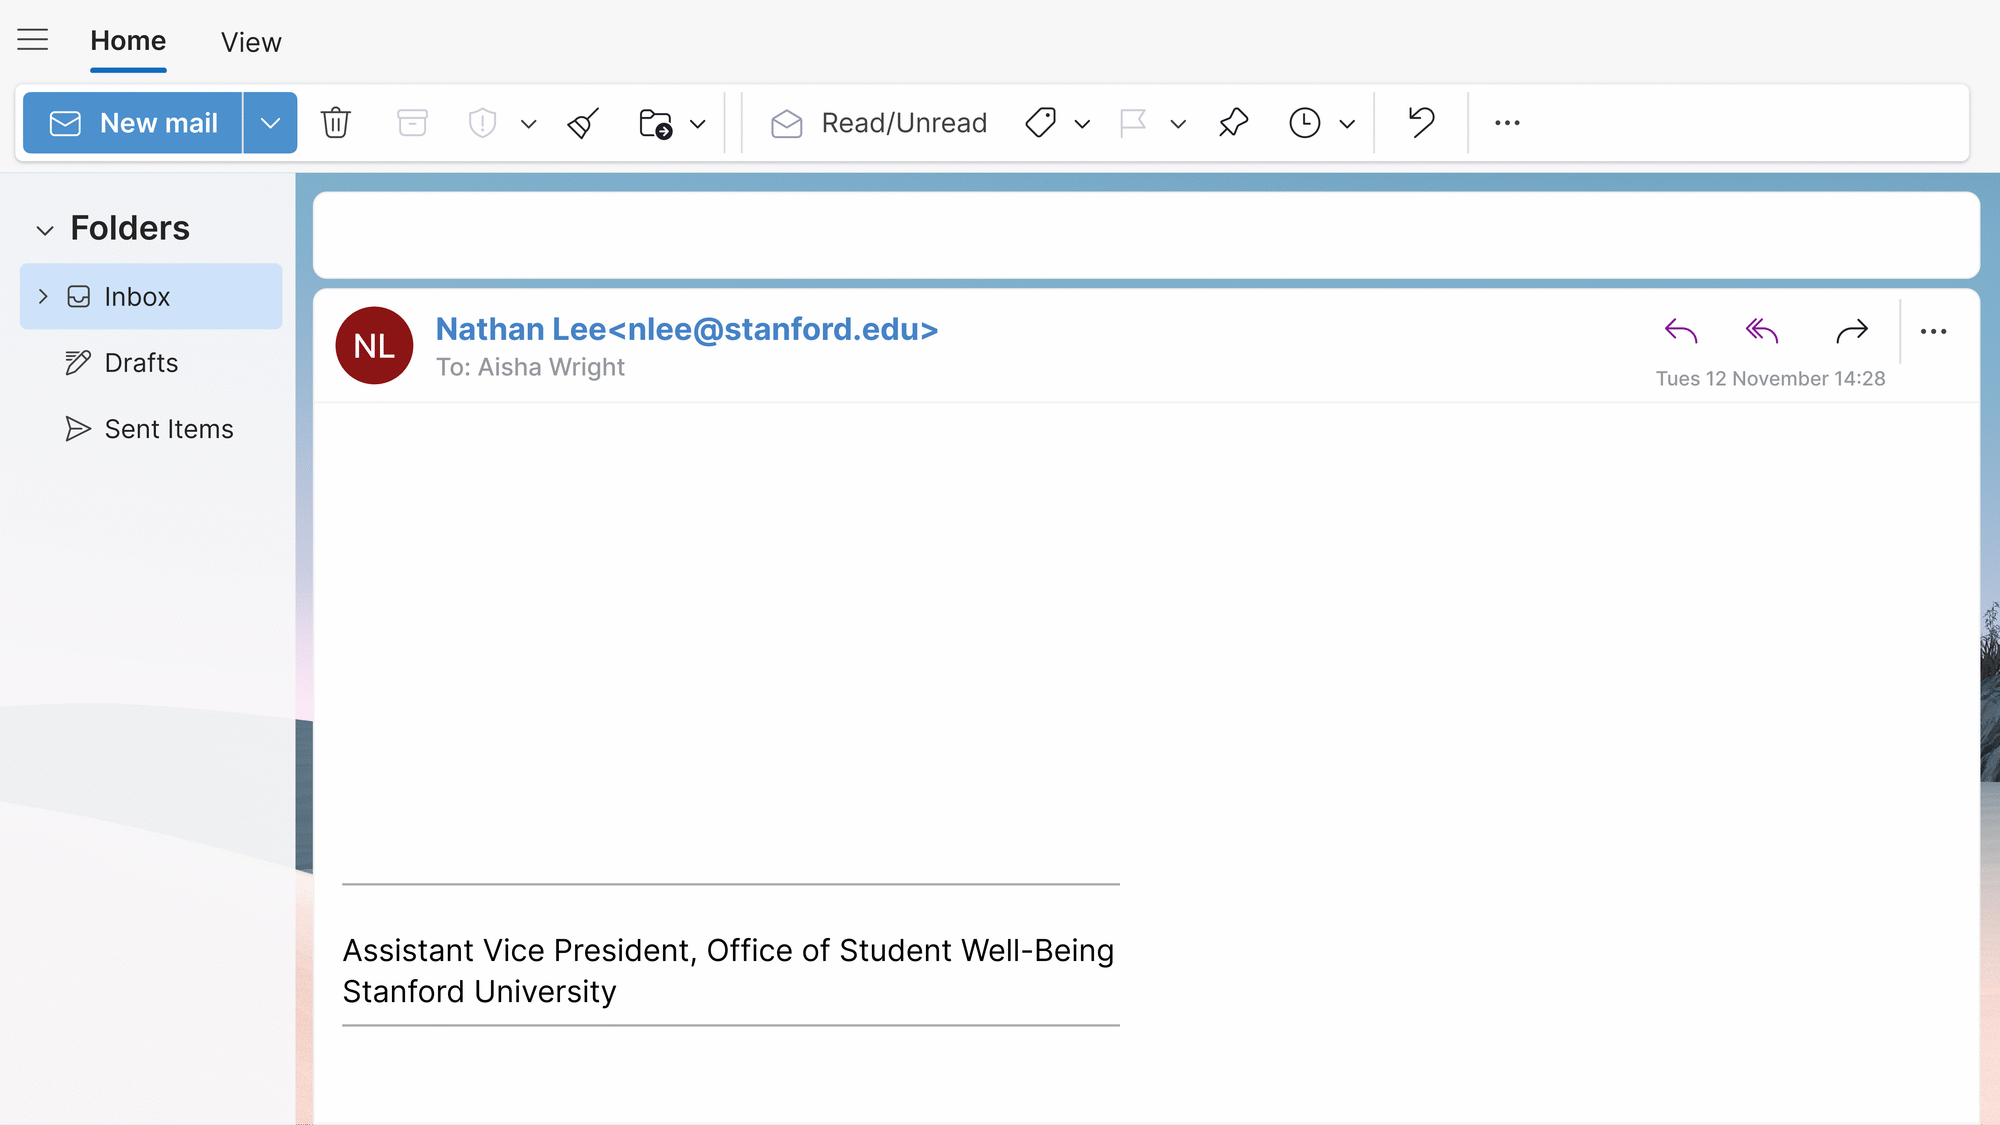 Home View
New mail Read/Unread
Folders
Inbox
Drafts
Sent Items
NL
Nathan Lee<nlee@stanford.edu>
To: Aisha Wright
Tues 12 November 14:28
Assistant Vice President, Office of Student Well-Being
Stanford University